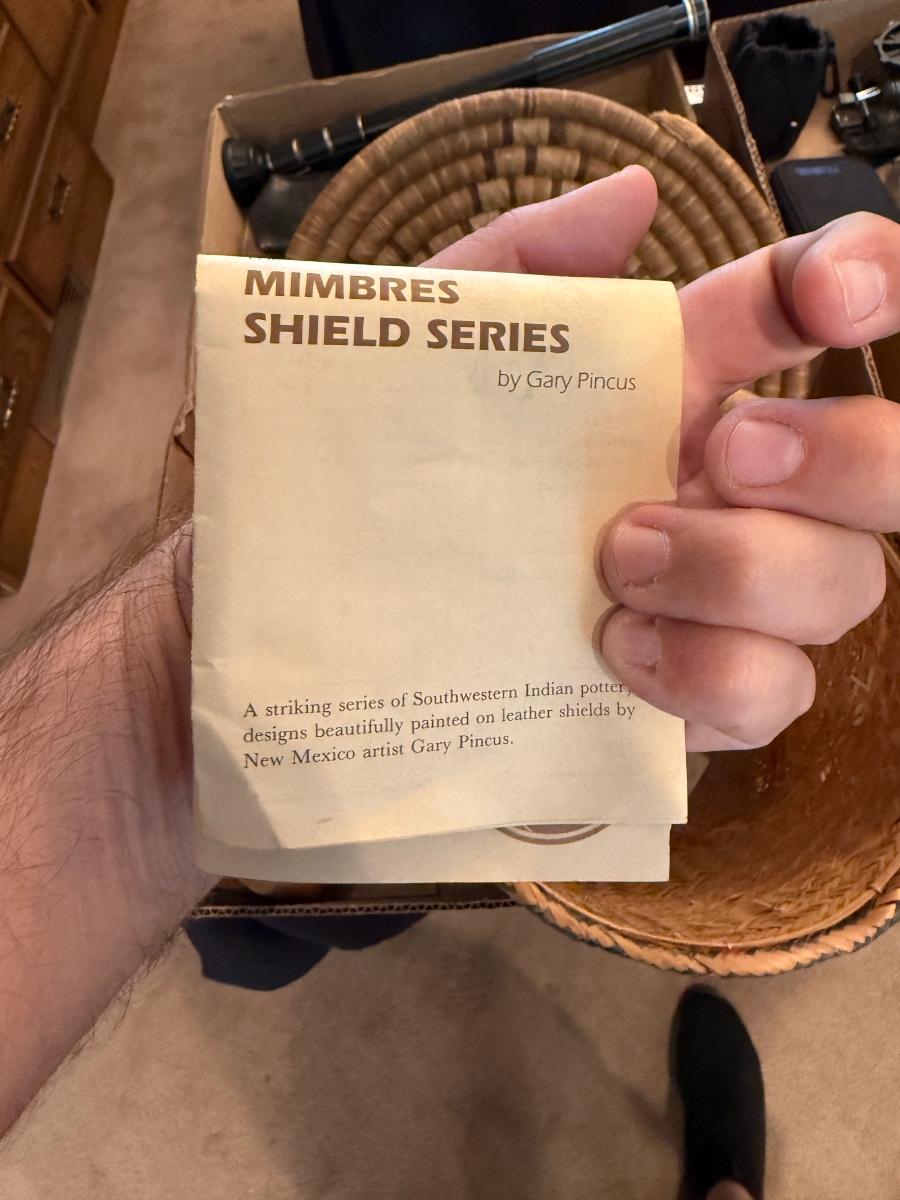 MIMBRES
SHIELD SERIES
by Gary Pincus
A striking series of Southwestern Indian pottery
designs beautifully painted on leather shields by
New Mexico artist Gary Pincus.